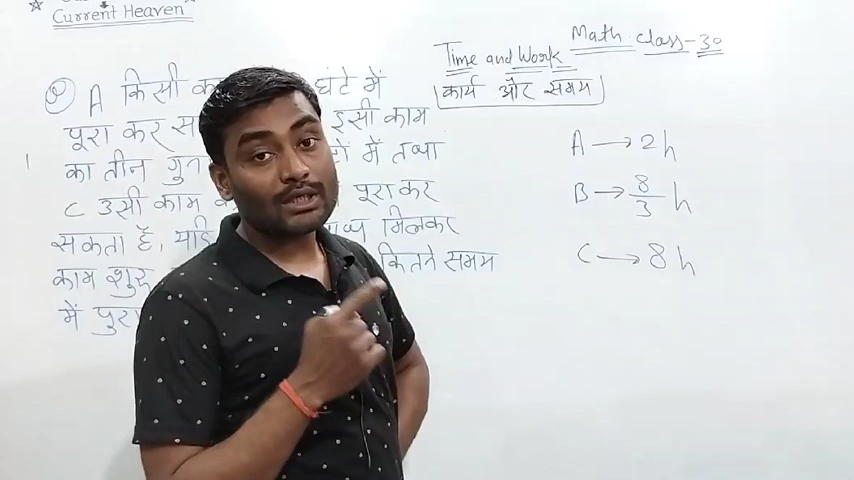 Current Heaven
Math class-30
Time and Work
कार्य और समय
Q A किसी घंटे में
पूरा कर इसी काम
का तीन गुना में तथा
C उसी काम पूरा कर
सकता है, यदि मिलकर
काम शुरू कितने समय
में पुरा
A → 2 h
B → 8/3 h
C → 8 h